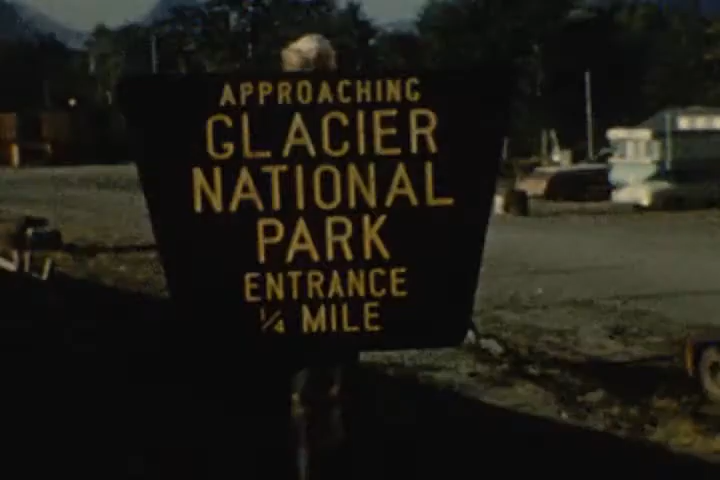 APPROACHING
GLACIER
NATIONAL
PARK
ENTRANCE
¼ MILE